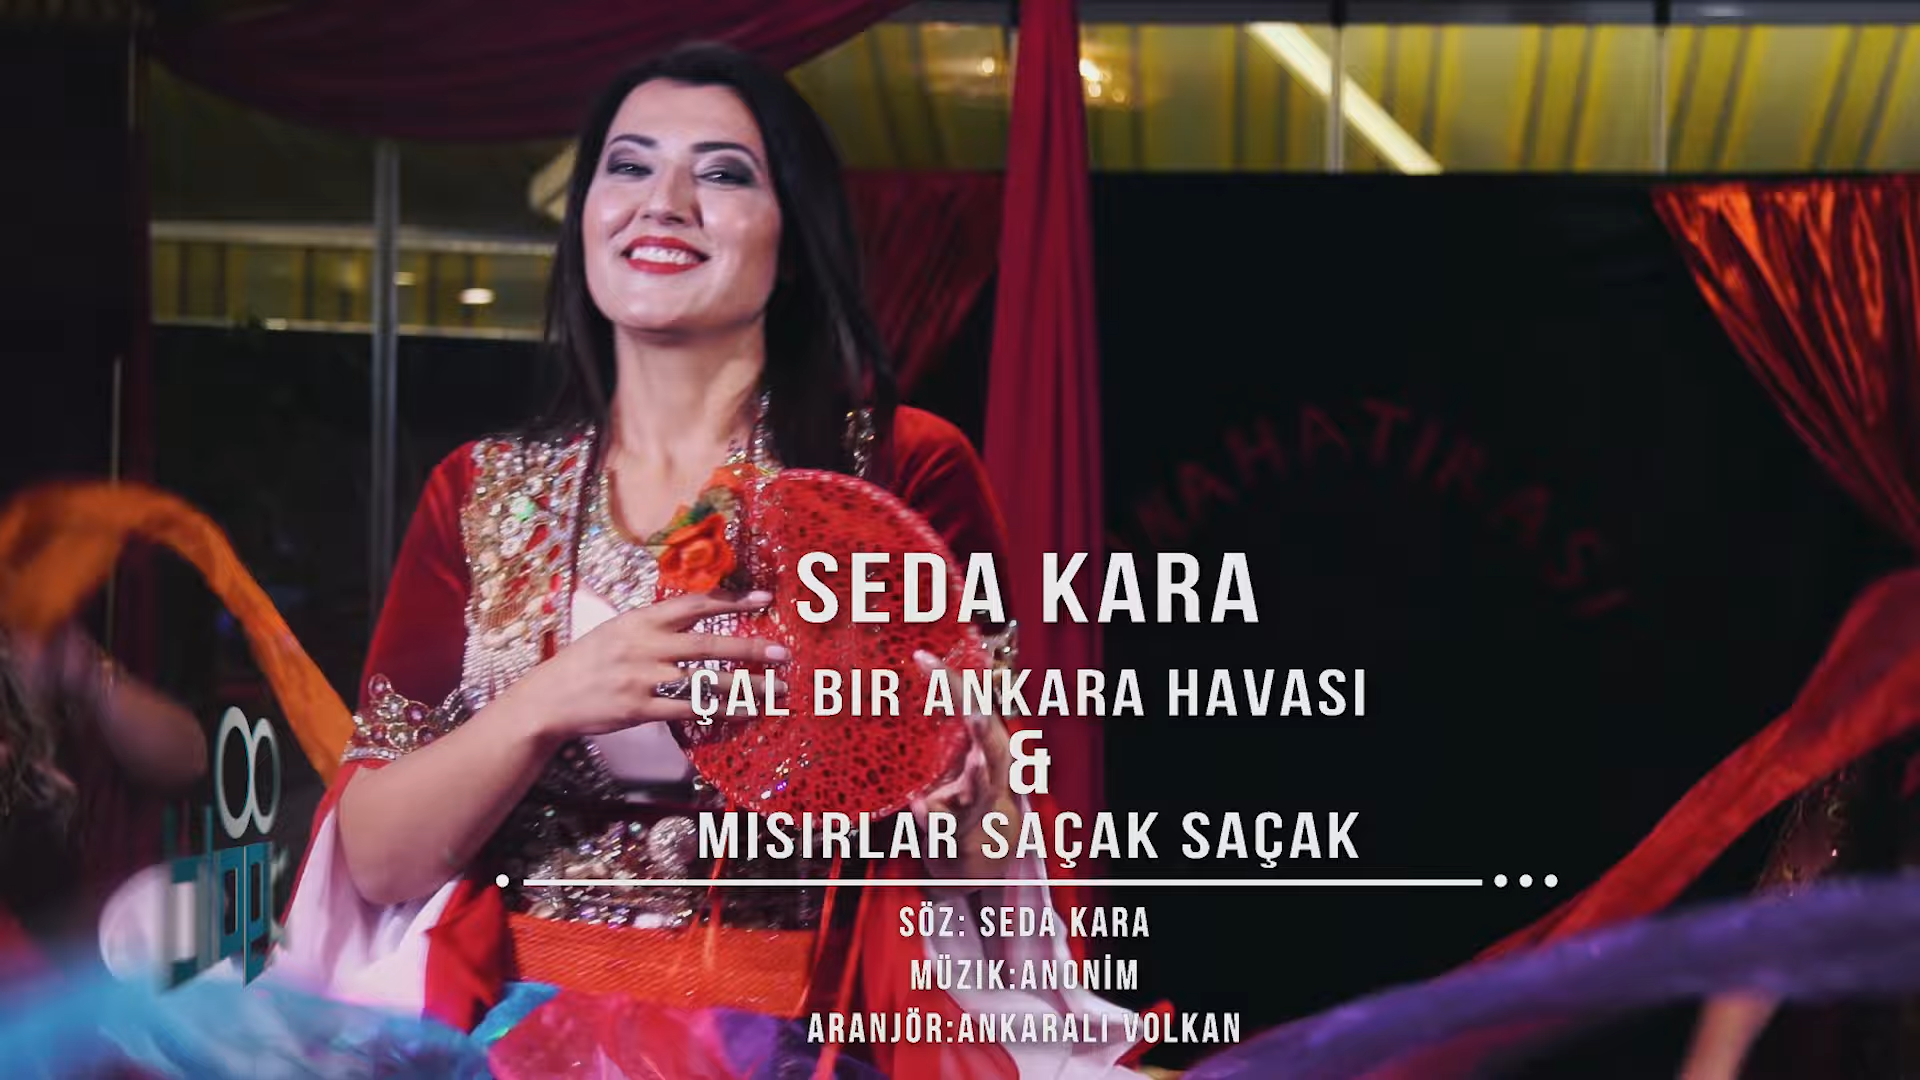 SEDA KARA
ÇAL BIR ANKARA HAVASI
&
MISIRLAR SAÇAK SAÇAK
SÖZ: SEDA KARA
MÜZIK:ANONİM
ARANJÖR:ANKARALI VOLKAN